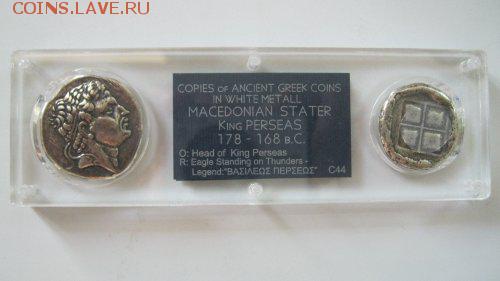 COINS.LAVE.RU
COPIES OF ANCIENT GREEK COINS
IN WHITE METALL
MACEDONIAN STATER
KING PERSEAS
178 - 168 B.C.
O: Head of King Perseas
R: Eagle Standing on Thunders -
Legend:"ΒΑΣΙΛΕΩΣ ΠΕΡΣΕΩΣ" C44